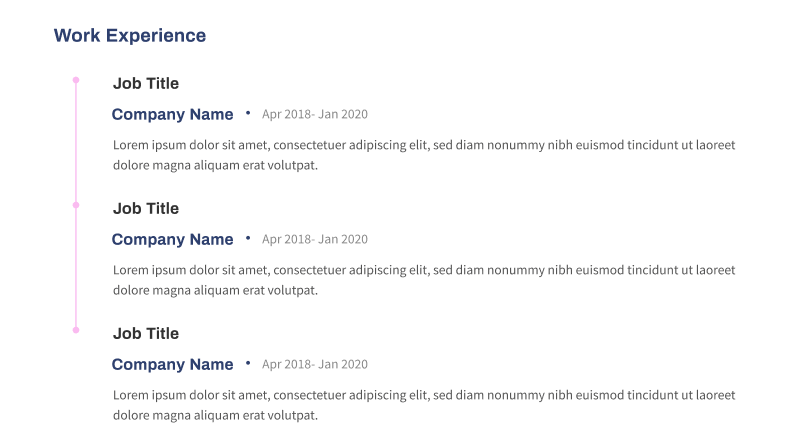 Work Experience
Job Title
Company Name • Apr 2018- Jan 2020
Lorem ipsum dolor sit amet, consectetuer adipiscing elit, sed diam nonummy nibh euismod tincidunt ut laoreet
dolore magna aliquam erat volutpat.
Job Title
Company Name • Apr 2018- Jan 2020
Lorem ipsum dolor sit amet, consectetuer adipiscing elit, sed diam nonummy nibh euismod tincidunt ut laoreet
dolore magna aliquam erat volutpat.
Job Title
Company Name • Apr 2018- Jan 2020
Lorem ipsum dolor sit amet, consectetuer adipiscing elit, sed diam nonummy nibh euismod tincidunt ut laoreet
dolore magna aliquam erat volutpat.